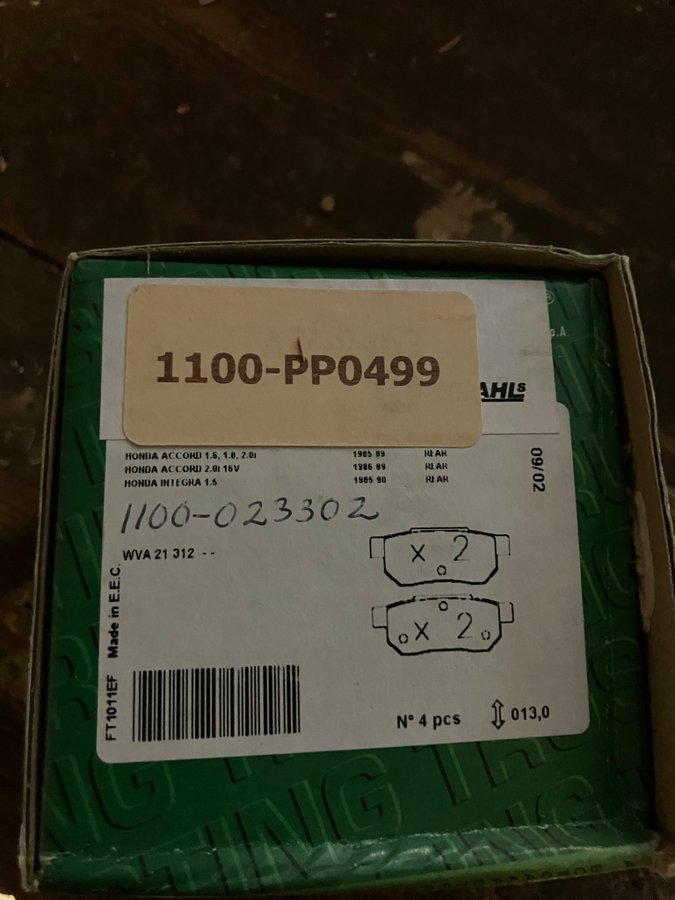 1100-PP0499
AHLS
®
p.A
HONDA ACCORD 1.6, 1.8, 2.0i 1985 89 REAR
HONDA ACCORD 2.0i 16V 1986 89 REAR
HONDA INTEGRA 1.5 1985 90 REAR
09/02
1100-023302
WVA 21 312 - -
x 2
x 2
FT1011EF Made in E.E.C.
N° 4 pcs 013,0